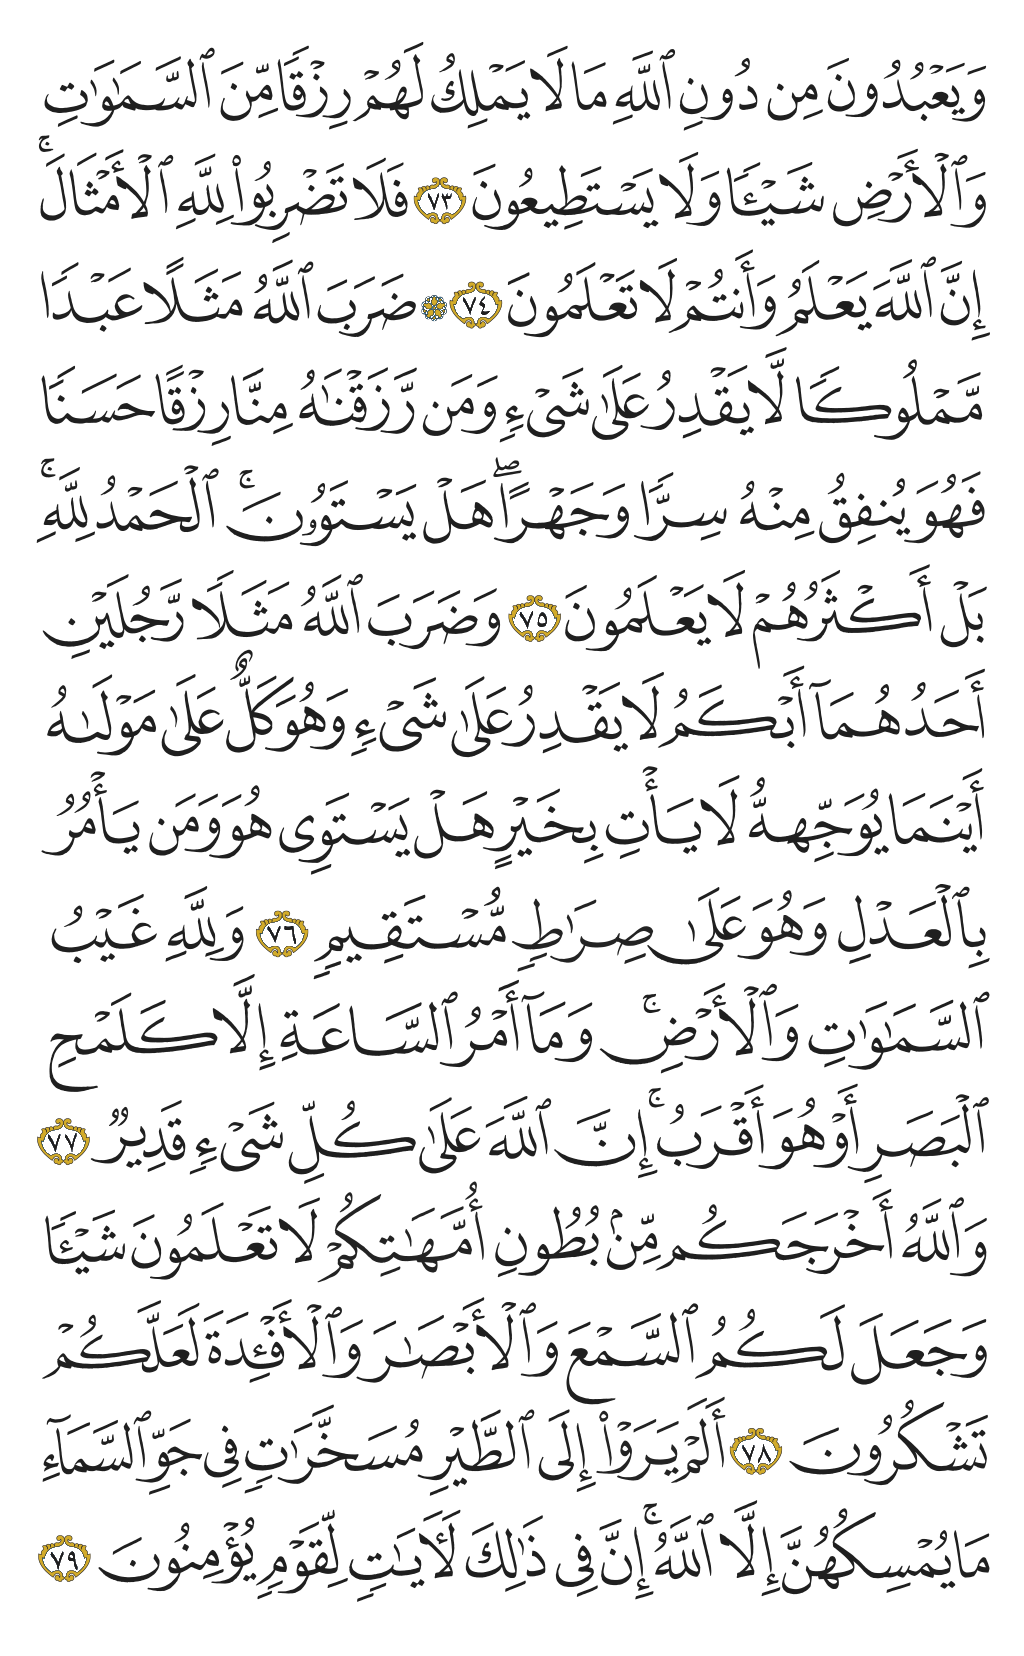 وَيَعْبُدُونَ مِن دُونِ ٱللَّهِ مَا لَا يَمْلِكُ لَهُمْ رِزْقًا مِّنَ ٱلسَّمَٰوَٰتِ
وَٱلْأَرْضِ شَيْـًٔا وَلَا يَسْتَطِيعُونَ ٧٣ فَلَا تَضْرِبُوا۟ لِلَّهِ ٱلْأَمْثَالَ ۚ
إِنَّ ٱللَّهَ يَعْلَمُ وَأَنتُمْ لَا تَعْلَمُونَ ٧٤ ۞ ضَرَبَ ٱللَّهُ مَثَلًا عَبْدًا
مَّمْلُوكًا لَّا يَقْدِرُ عَلَىٰ شَىْءٍ وَمَن رَّزَقْنَٰهُ مِنَّا رِزْقًا حَسَنًا
فَهُوَ يُنفِقُ مِنْهُ سِرًّا وَجَهْرًا ۖ هَلْ يَسْتَوُۥنَ ۚ ٱلْحَمْدُ لِلَّهِ ۚ
بَلْ أَكْثَرُهُمْ لَا يَعْلَمُونَ ٧٥ وَضَرَبَ ٱللَّهُ مَثَلًا رَّجُلَيْنِ
أَحَدُهُمَآ أَبْكَمُ لَا يَقْدِرُ عَلَىٰ شَىْءٍ وَهُوَ كَلٌّ عَلَىٰ مَوْلَىٰهُ
أَيْنَمَا يُوَجِّههُّ لَا يَأْتِ بِخَيْرٍ هَلْ يَسْتَوِى هُوَ وَمَن يَأْمُرُ
بِٱلْعَدْلِ وَهُوَ عَلَىٰ صِرَٰطٍ مُّسْتَقِيمٍ ٧٦ وَلِلَّهِ غَيْبُ
ٱلسَّمَٰوَٰتِ وَٱلْأَرْضِ ۚ وَمَآ أَمْرُ ٱلسَّاعَةِ إِلَّا كَلَمْحِ
ٱلْبَصَرِ أَوْ هُوَ أَقْرَبُ ۚ إِنَّ ٱللَّهَ عَلَىٰ كُلِّ شَىْءٍ قَدِيرٌ ٧٧
وَٱللَّهُ أَخْرَجَكُم مِّنۢ بُطُونِ أُمَّهَٰتِكُمْ لَا تَعْلَمُونَ شَيْـًٔا
وَجَعَلَ لَكُمُ ٱلسَّمْعَ وَٱلْأَبْصَٰرَ وَٱلْأَفْـِٔدَةَ لَعَلَّكُمْ
تَشْكُرُونَ ٧٨ أَلَمْ يَرَوْا۟ إِلَى ٱلطَّيْرِ مُسَخَّرَٰتٍ فِى جَوِّ ٱلسَّمَآءِ
مَا يُمْسِكُهُنَّ إِلَّا ٱللَّهُ ۚ إِنَّ فِى ذَٰلِكَ لَـَٔايَٰتٍ لِّقَوْمٍ يُؤْمِنُونَ ٧٩